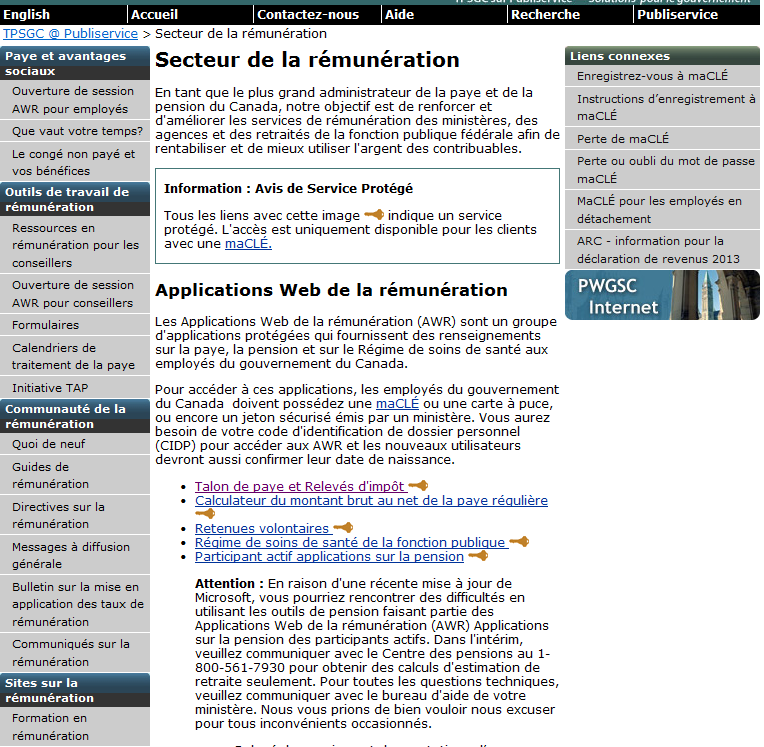 TPSGC sur Publiservice
Solutions pour le gouvernement
English
Accueil
Contactez-nous
Aide
Recherche
Publiservice
TPSGC @ Publiservice > Secteur de la rémunération
Paye et avantages
sociaux
Ouverture de session
AWR pour employés
Que vaut votre temps?
Le congé non payé et
vos bénéfices
Outils de travail de
rémunération
Ressources en
rémunération pour les
conseillers
Ouverture de session
AWR pour conseillers
Formulaires
Calendriers de
traitement de la paye
Initiative TAP
Communauté de la
rémunération
Quoi de neuf
Guides de
rémunération
Directives sur la
rémunération
Messages à diffusion
générale
Bulletin sur la mise en
application des taux de
rémunération
Communiqués sur la
rémunération
Sites sur la
rémunération
Formation en
rémunération
Secteur de la rémunération
En tant que le plus grand administrateur de la paye et de la
pension du Canada, notre objectif est de renforcer et
d'améliorer les services de rémunération des ministères, des
agences et des retraités de la fonction publique fédérale afin de
rentabiliser et de mieux utiliser l'argent des contribuables.
Information : Avis de Service Protégé
Tous les liens avec cette image indique un service
protégé. L'accès est uniquement disponible pour les clients
avec une maCLÉ.
Applications Web de la rémunération
Les Applications Web de la rémunération (AWR) sont un groupe
d'applications protégées qui fournissent des renseignements
sur la paye, la pension et sur le Régime de soins de santé aux
employés du gouvernement du Canada.
Pour accéder à ces applications, les employés du gouvernement
du Canada doivent possédez une maCLÉ ou une carte à puce,
ou encore un jeton sécurisé émis par un ministère. Vous aurez
besoin de votre code d'identification de dossier personnel
(CIDP) pour accéder aux AWR et les nouveaux utilisateurs
devront aussi confirmer leur date de naissance.
• Talon de paye et Relevés d'impôt
• Calculateur du montant brut au net de la paye régulière
• Retenues volontaires
• Régime de soins de santé de la fonction publique
• Participant actif applications sur la pension
Attention : En raison d'une récente mise à jour de
Microsoft, vous pourriez rencontrer des difficultés en
utilisant les outils de pension faisant partie des
Applications Web de la rémunération (AWR) Applications
sur la pension des participants actifs. Dans l'intérim,
veuillez communiquer avec le Centre des pensions au 1-
800-561-7930 pour obtenir des calculs d'estimation de
retraite seulement. Pour toutes les questions techniques,
veuillez communiquer avec le bureau d'aide de votre
ministère. Nous vous prions de bien vouloir nous excuser
pour tous inconvénients occasionnés.
Liens connexes
Enregistrez-vous à maCLÉ
Instructions d'enregistrement à
maCLÉ
Perte de maCLÉ
Perte ou oubli du mot de passe
maCLÉ
MaCLÉ pour les employés en
détachement
ARC - information pour la
déclaration de revenus 2013
PWGSC
Internet